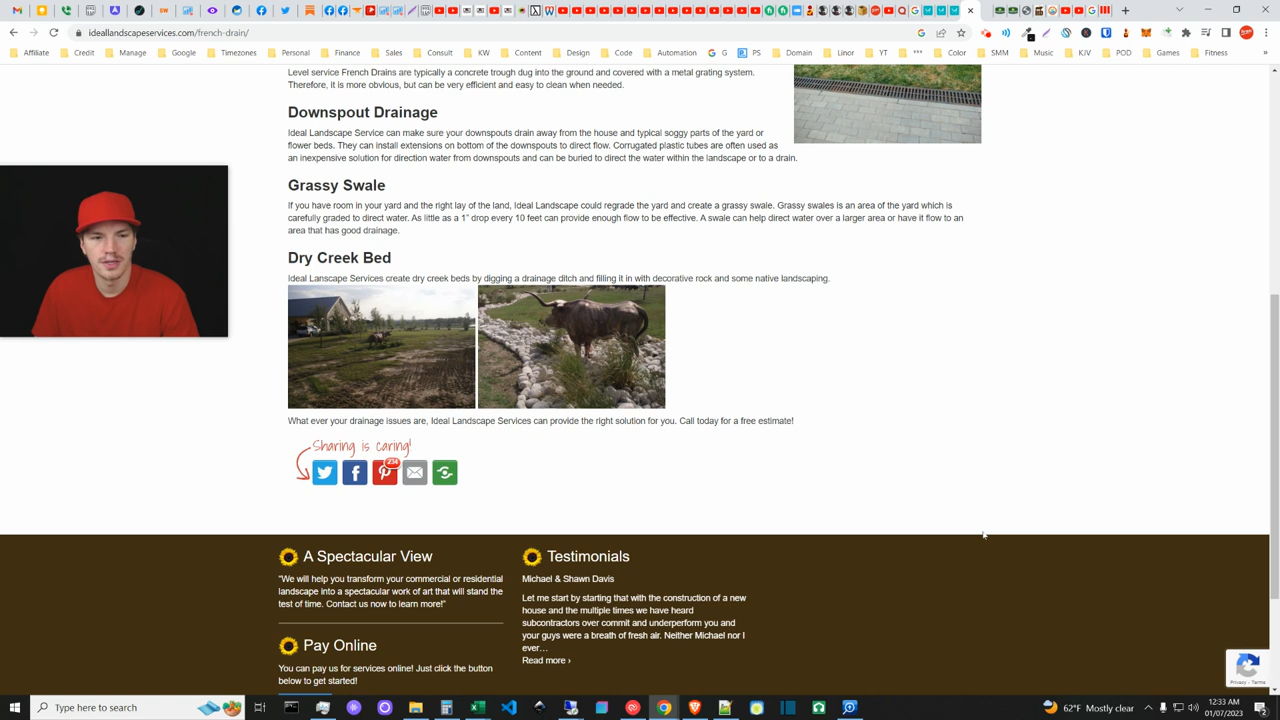 ideallandscapeservices.com/french-drain/
Affiliate Credit Manage Google Timezones Personal Finance Sales Consult KW Content Design Code Automation G PS Domain Linor YT *** Color SMM Music KJV POD Games Fitness
Level service French Drains are typically a concrete trough dug into the ground and covered with a metal grating system.
Therefore, it is more obvious, but can be very efficient and easy to clean when needed.
Downspout Drainage
Ideal Landscape Service can make sure your downspouts drain away from the house and typical soggy parts of the yard or
flower beds. They can install extensions on bottom of the downspouts to direct flow. Corrugated plastic tubes are often used as
an inexpensive solution for direction water from downspouts and can be buried to direct the water within the landscape or to a drain.
Grassy Swale
If you have room in your yard and the right lay of the land, Ideal Landscape could regrade the yard and create a grassy swale. Grassy swales is an area of the yard which is
carefully graded to direct water. As little as a 1" drop every 10 feet can provide enough flow to be effective. A swale can help direct water over a larger area or have it flow to an
area that has good drainage.
Dry Creek Bed
Ideal Lanscape Services create dry creek beds by digging a drainage ditch and filling it in with decorative rock and some native landscaping.
What ever your drainage issues are, Ideal Landscape Services can provide the right solution for you. Call today for a free estimate!
Sharing is caring!
234
A Spectacular View
"We will help you transform your commercial or residential
landscape into a spectacular work of art that will stand the
test of time. Contact us now to learn more!"
Pay Online
You can pay us for services online! Just click the button
below to get started!
Testimonials
Michael & Shawn Davis
Let me start by starting that with the construction of a new
house and the multiple times we have heard
subcontractors over commit and underperform you and
your guys were a breath of fresh air. Neither Michael nor I
ever…
Read more ›
Privacy - Terms
Type here to search
62°F Mostly clear
12:33 AM
01/07/2023
2